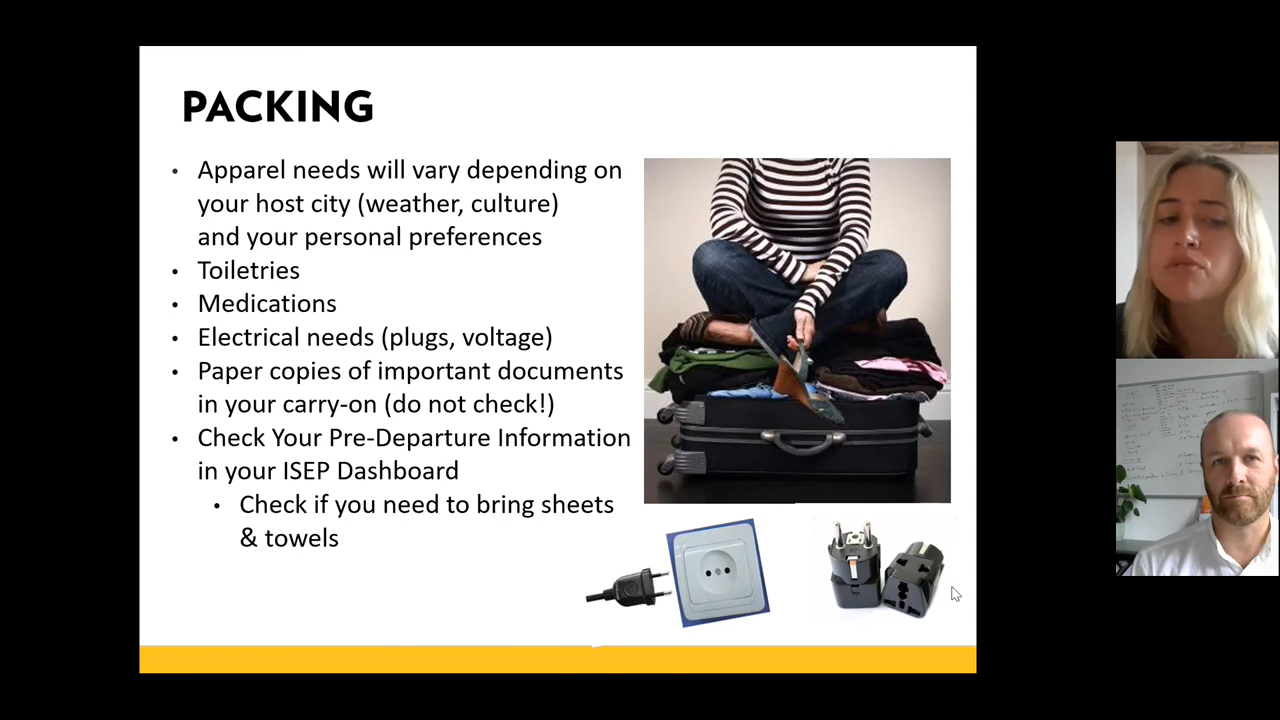 PACKING
• Apparel needs will vary depending on
your host city (weather, culture)
and your personal preferences
• Toiletries
• Medications
• Electrical needs (plugs, voltage)
• Paper copies of important documents
in your carry-on (do not check!)
• Check Your Pre-Departure Information
in your ISEP Dashboard
• Check if you need to bring sheets
& towels